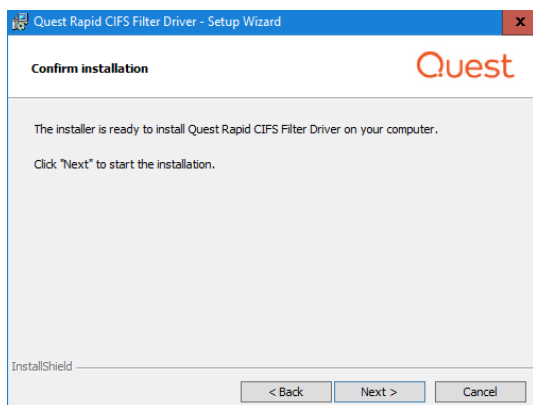 Quest Rapid CIFS Filter Driver - Setup Wizard
Confirm installation
Quest
The installer is ready to install Quest Rapid CIFS Filter Driver on your computer.
Click "Next" to start the installation.
InstallShield
< Back Next > Cancel